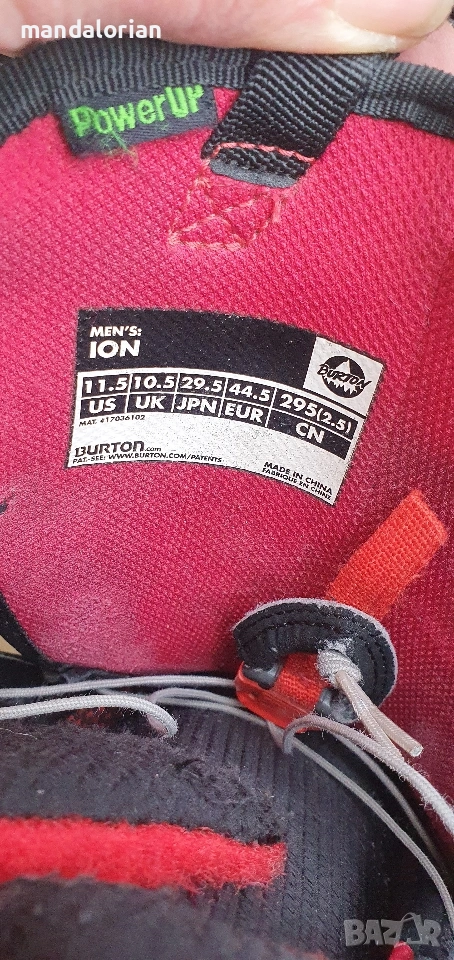 mandalorian
PowerUP
MEN'S:
ION
BURTON
11.5 10.5 29.5 44.5 295(2.5)
US UK JPN EUR CN
MAT: 417036102
BURTON.com
PAT.-SEE: WWW.BURTON.COM/PATENTS
MADE IN CHINA
FABRIQUÉ EN CHINE
BAZAR